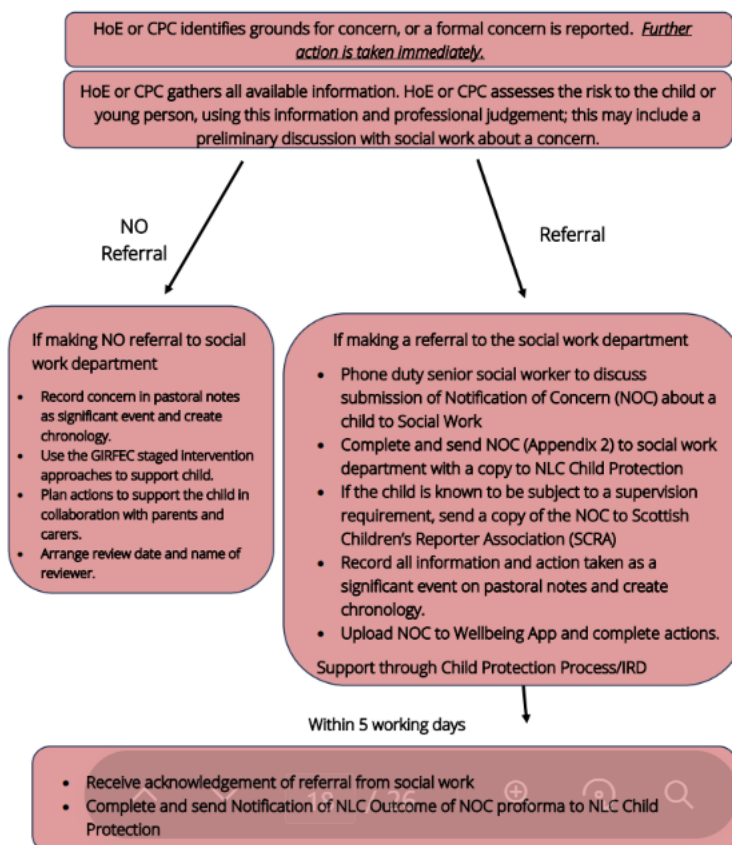 HoE or CPC identifies grounds for concern, or a formal concern is reported. Further
action is taken immediately.
HoE or CPC gathers all available information. HoE or CPC assesses the risk to the child or
young person, using this information and professional judgement; this may include a
preliminary discussion with social work about a concern.
NO
Referral
Referral
If making NO referral to social
work department
• Record concern in pastoral notes
as significant event and create
chronology.
• Use the GIRFEC staged intervention
approaches to support child.
• Plan actions to support the child in
collaboration with parents and
carers.
• Arrange review date and name of
reviewer.
If making a referral to the social work department
• Phone duty senior social worker to discuss
submission of Notification of Concern (NOC) about a
child to Social Work
• Complete and send NOC (Appendix 2) to social work
department with a copy to NLC Child Protection
• If the child is known to be subject to a supervision
requirement, send a copy of the NOC to Scottish
Children's Reporter Association (SCRA)
• Record all information and action taken as a
significant event on pastoral notes and create
chronology.
• Upload NOC to Wellbeing App and complete actions.
Support through Child Protection Process/IRD
Within 5 working days
• Receive acknowledgement of referral from social work
• Complete and send Notification of NLC Outcome of NOC proforma to NLC Child
Protection
18 / 26